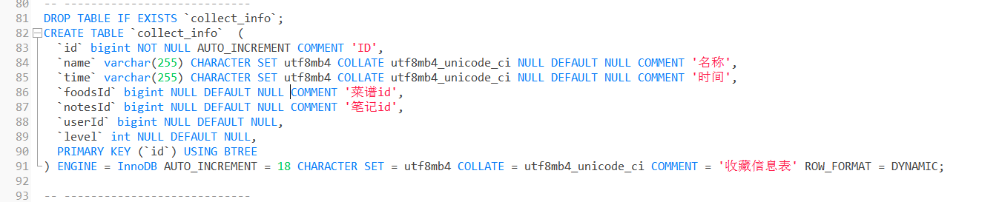 80 -- ----------------------------
81 DROP TABLE IF EXISTS `collect_info`;
82 CREATE TABLE `collect_info`  (
83   `id` bigint NOT NULL AUTO_INCREMENT COMMENT 'ID',
84   `name` varchar(255) CHARACTER SET utf8mb4 COLLATE utf8mb4_unicode_ci NULL DEFAULT NULL COMMENT '名称',
85   `time` varchar(255) CHARACTER SET utf8mb4 COLLATE utf8mb4_unicode_ci NULL DEFAULT NULL COMMENT '时间',
86   `foodsId` bigint NULL DEFAULT NULL COMMENT '菜谱id',
87   `notesId` bigint NULL DEFAULT NULL COMMENT '笔记id',
88   `userId` bigint NULL DEFAULT NULL,
89   `level` int NULL DEFAULT NULL,
90   PRIMARY KEY (`id`) USING BTREE
91 ) ENGINE = InnoDB AUTO_INCREMENT = 18 CHARACTER SET = utf8mb4 COLLATE = utf8mb4_unicode_ci COMMENT = '收藏信息表' ROW_FORMAT = DYNAMIC;
92
93 -- ----------------------------